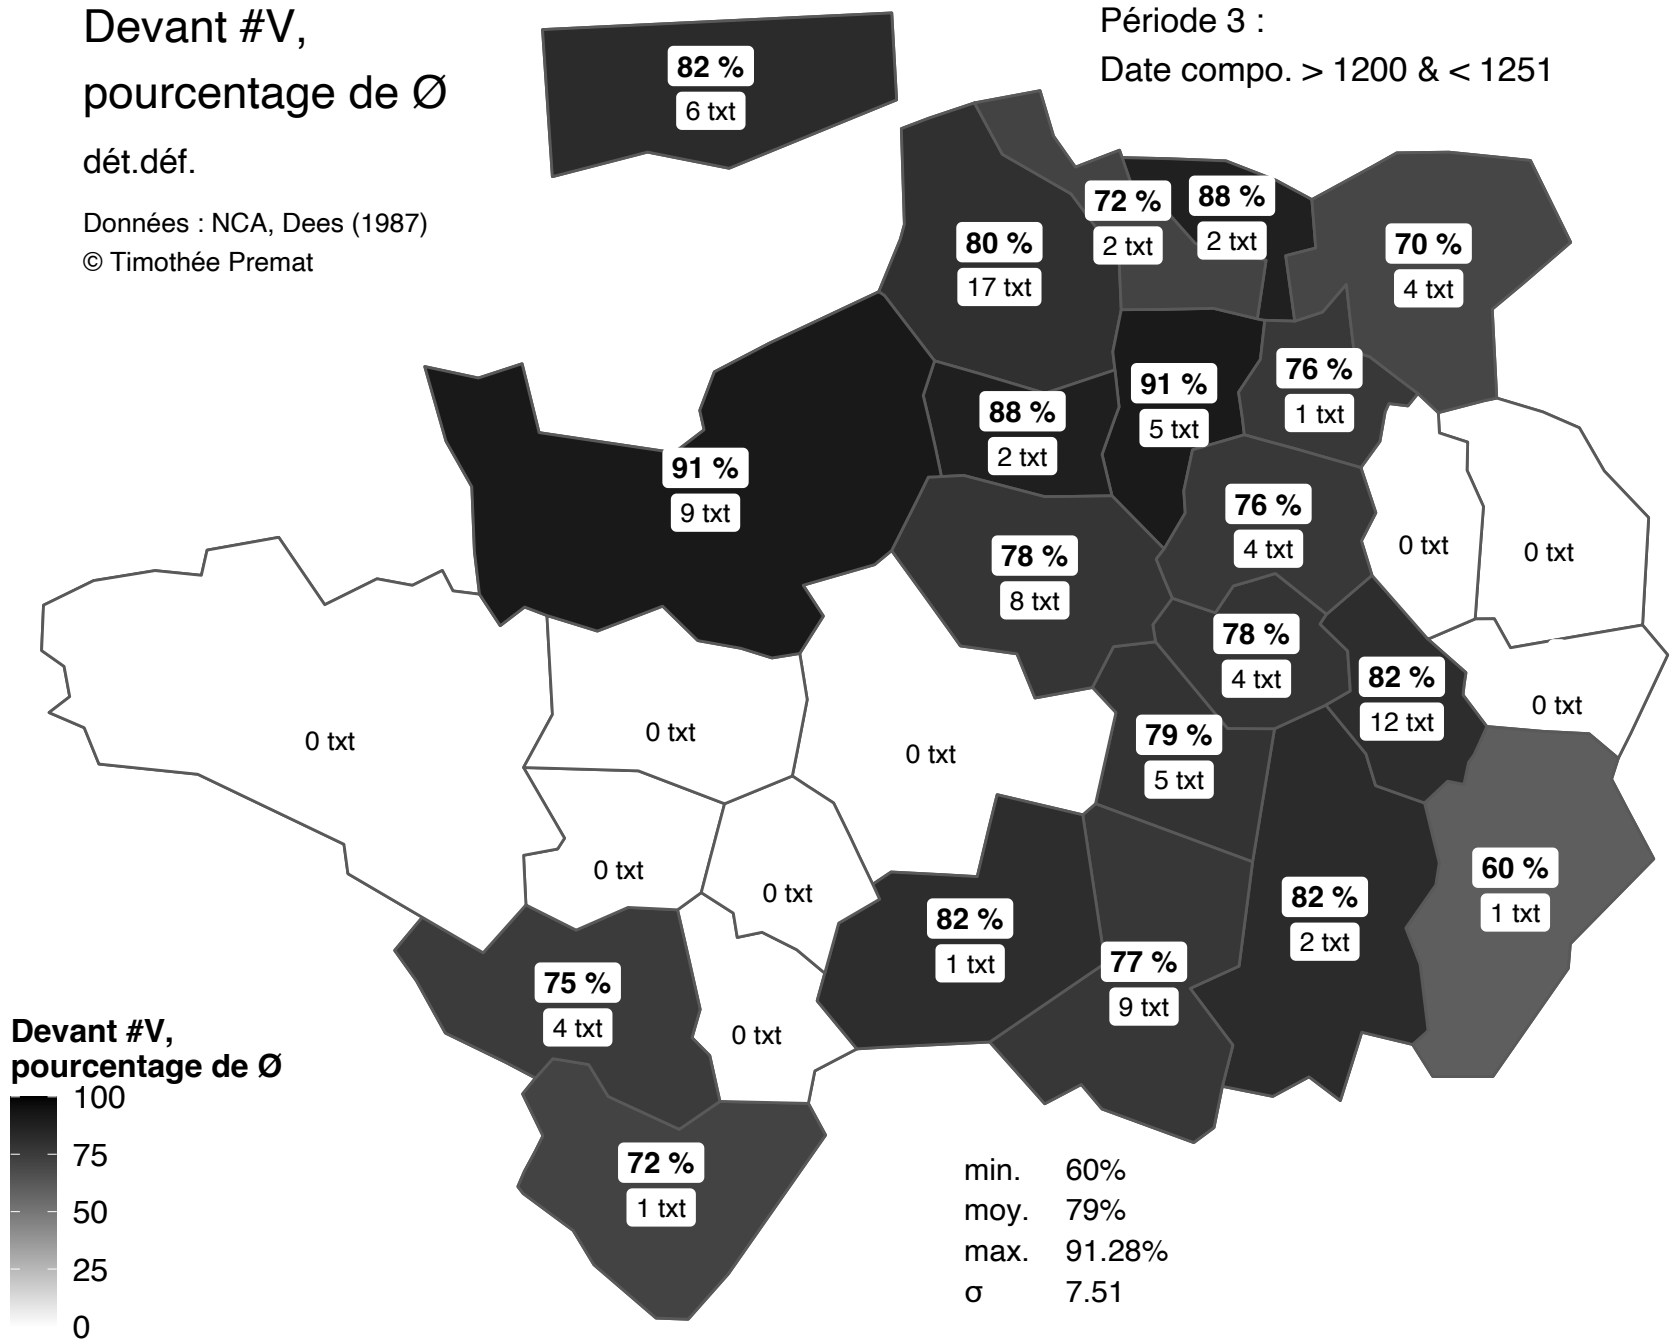 Devant #V,
pourcentage de Ø
dét.déf.
Données : NCA, Dees (1987)
© Timothée Premat
Période 3 :
Date compo. > 1200 & < 1251
82 %
6 txt
72 %
2 txt
88 %
2 txt
80 %
17 txt
70 %
4 txt
76 %
1 txt
91 %
5 txt
88 %
2 txt
91 %
9 txt
76 %
4 txt
0 txt
0 txt
78 %
8 txt
78 %
4 txt
82 %
12 txt
0 txt
0 txt
0 txt
0 txt
79 %
5 txt
0 txt
0 txt
82 %
1 txt
77 %
9 txt
82 %
2 txt
60 %
1 txt
75 %
4 txt
0 txt
72 %
1 txt
Devant #V,
pourcentage de Ø
100
75
50
25
0
min. 60%
moy. 79%
max. 91.28%
σ 7.51